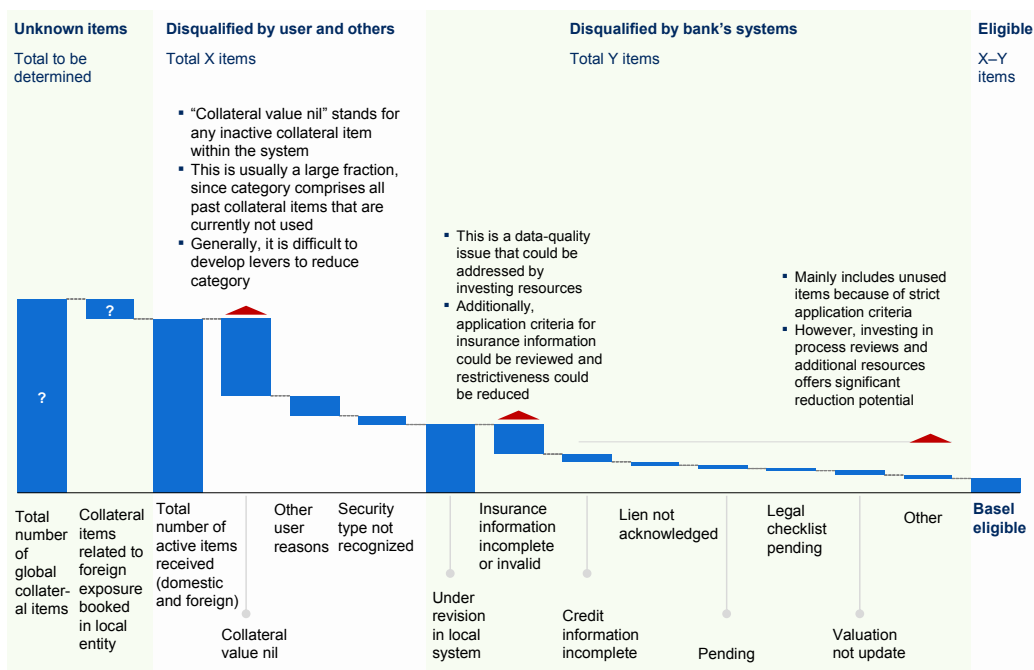 Unknown items
Total to be
determined
Disqualified by user and others
Total X items
Disqualified by bank's systems
Total Y items
Eligible
X–Y
items
▪ “Collateral value nil” stands for
any inactive collateral item
within the system
▪ This is usually a large fraction,
since category comprises all
past collateral items that are
currently not used
▪ Generally, it is difficult to
develop levers to reduce
category
▪ This is a data-quality
issue that could be
addressed by
investing resources
▪ Additionally,
application criteria for
insurance information
could be reviewed and
restrictiveness could
be reduced
▪ Mainly includes unused
items because of strict
application criteria
▪ However, investing in
process reviews and
additional resources
offers significant
reduction potential
?
?
Total
number
of
global
collater-
al items
Collateral
items
related to
foreign
exposure
booked
in local
entity
Total
number of
active items
received
(domestic
and foreign)
Collateral
value nil
Other
user
reasons
Security
type not
recognized
Under
revision
in local
system
Insurance
information
incomplete
or invalid
Credit
information
incomplete
Lien not
acknowledged
Pending
Legal
checklist
pending
Valuation
not update
Other
Basel
eligible